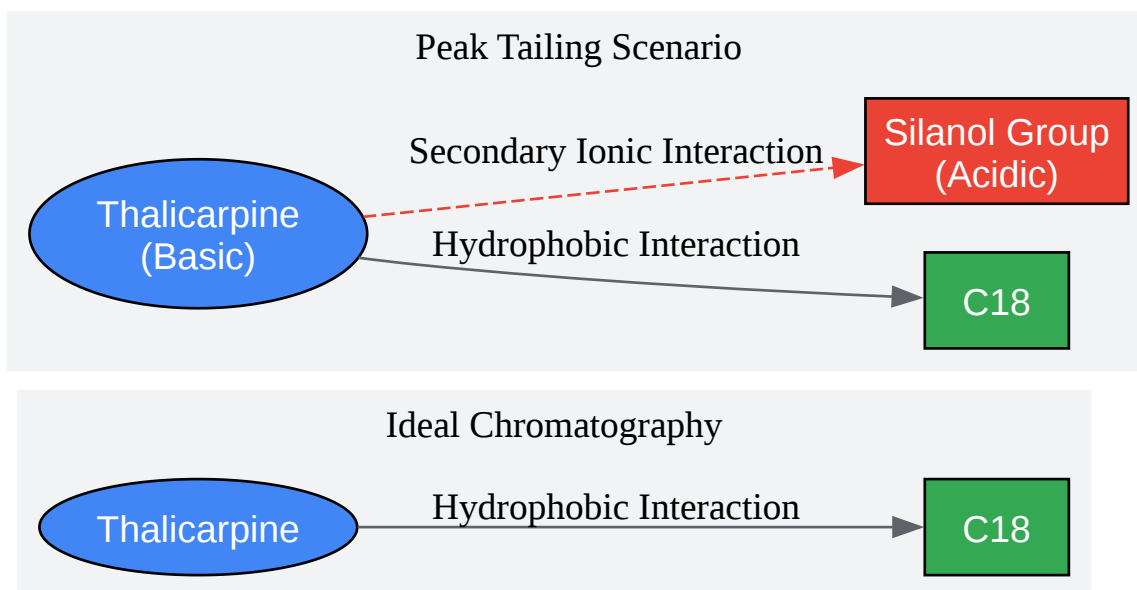 Peak Tailing Scenario
Secondary Ionic Interaction
Silanol Group
(Acidic)
Thalicarpine
(Basic)
Hydrophobic Interaction
C18
Ideal Chromatography
Thalicarpine
Hydrophobic Interaction
C18